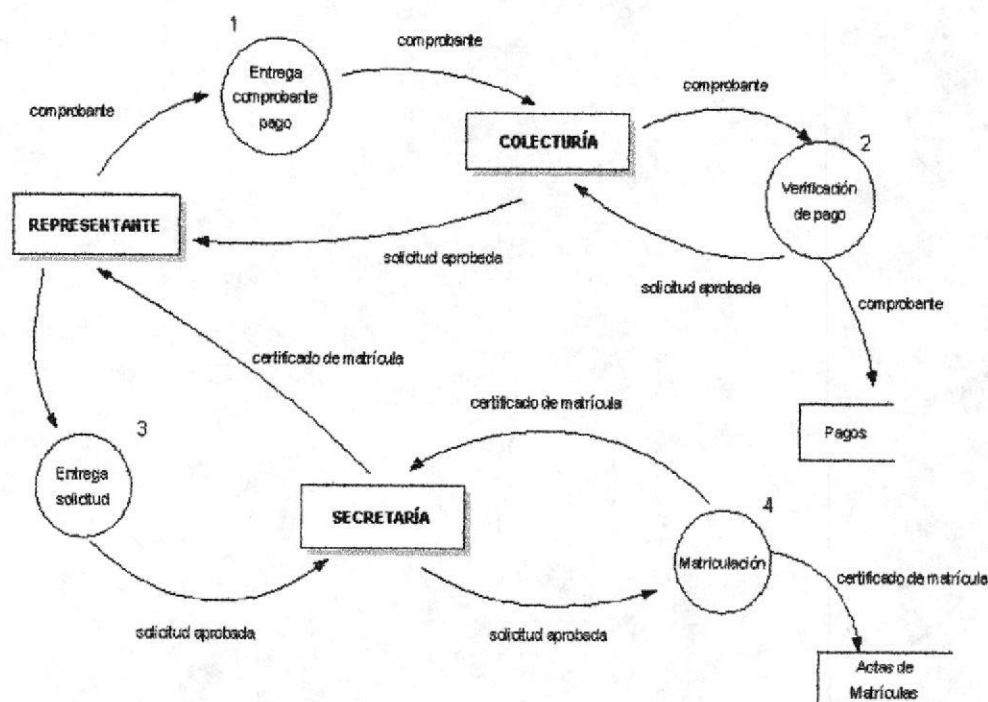 1
Entrega
comprobante
pago
comprobante
comprobante
COLECTURÍA
comprobante
2
Verificación
de pago
REPRESENTANTE
solicitud aprobada
solicitud aprobada
comprobante
Pagos
certificado de matrícula
certificado de matrícula
3
Entrega
solicitud
SECRETARÍA
4
Matriculación
certificado de matrícula
solicitud aprobada
solicitud aprobada
Actas de
Matrículas